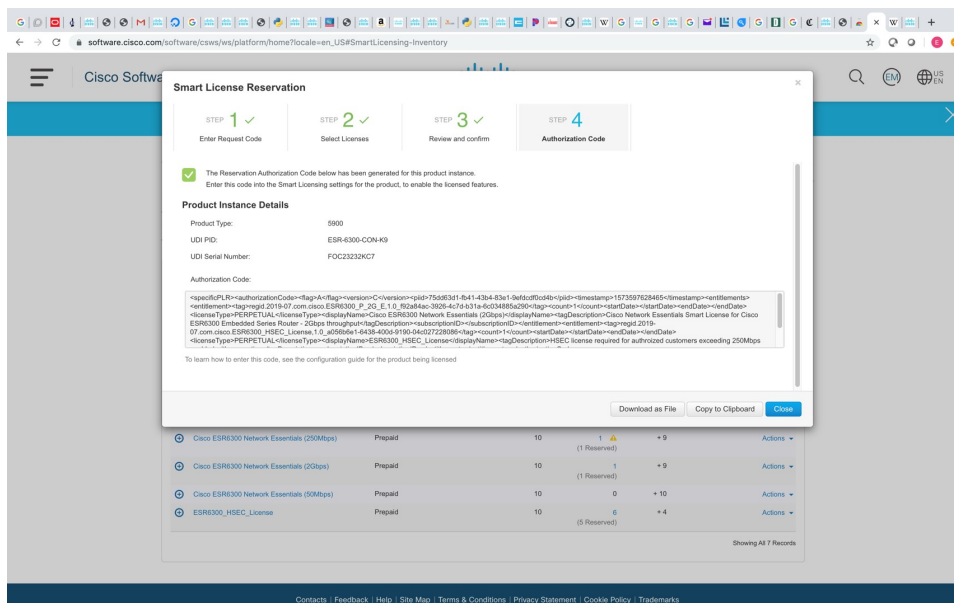 software.cisco.com/software/csws/ws/platform/home?locale=en_US#SmartLicensing-Inventory
Cisco Softwa
EM
US
EN
Smart License Reservation
STEP 1
Enter Request Code
STEP 2
Select Licenses
STEP 3
Review and confirm
STEP 4
Authorization Code
The Reservation Authorization Code below has been generated for this product instance.
Enter this code into the Smart Licensing settings for the product, to enable the licensed features.
Product Instance Details
Product Type: 5900
UDI PID: ESR-6300-CON-K9
UDI Serial Number: FOC23232KC7
Authorization Code:
<specificPLR><authorizationCode><flag>A</flag><version>C</version><piid>75dd63d1-fb41-43b4-83e1-9efdcdf0cd4b</piid><timestamp>1573597628465</timestamp><entitlements>
<entitlement><tag>regid.2019-07.com.cisco.ESR6300_P_2G_E,1.0_f92a84ac-3926-4c7d-b31a-6c034885a290</tag><count>1</count><startDate></startDate><endDate></endDate>
<licenseType>PERPETUAL</licenseType><displayName>Cisco ESR6300 Network Essentials (2Gbps)</displayName><tagDescription>Cisco Network Essentials Smart License for Cisco
ESR6300 Embedded Series Router - 2Gbps throughput</tagDescription><subscriptionID></subscriptionID></entitlement><entitlement><tag>regid.2019-
07.com.cisco.ESR6300_HSEC_License,1.0_a056b6e1-6438-400d-9190-04c027228086</tag><count>1</count><startDate></startDate><endDate></endDate>
<licenseType>PERPETUAL</licenseType><displayName>ESR6300_HSEC_License</displayName><tagDescription>HSEC license required for authroized customers exceeding 250Mbps
To learn how to enter this code, see the configuration guide for the product being licensed
Download as File
Copy to Clipboard
Close
Cisco ESR6300 Network Essentials (250Mbps) Prepaid 10 1 + 9 Actions
(1 Reserved)
Cisco ESR6300 Network Essentials (2Gbps) Prepaid 10 1 + 9 Actions
(1 Reserved)
Cisco ESR6300 Network Essentials (50Mbps) Prepaid 10 0 + 10 Actions
ESR6300_HSEC_License Prepaid 10 6 + 4 Actions
(5 Reserved)
Showing All 7 Records
Contacts | Feedback | Help | Site Map | Terms & Conditions | Privacy Statement | Cookie Policy | Trademarks